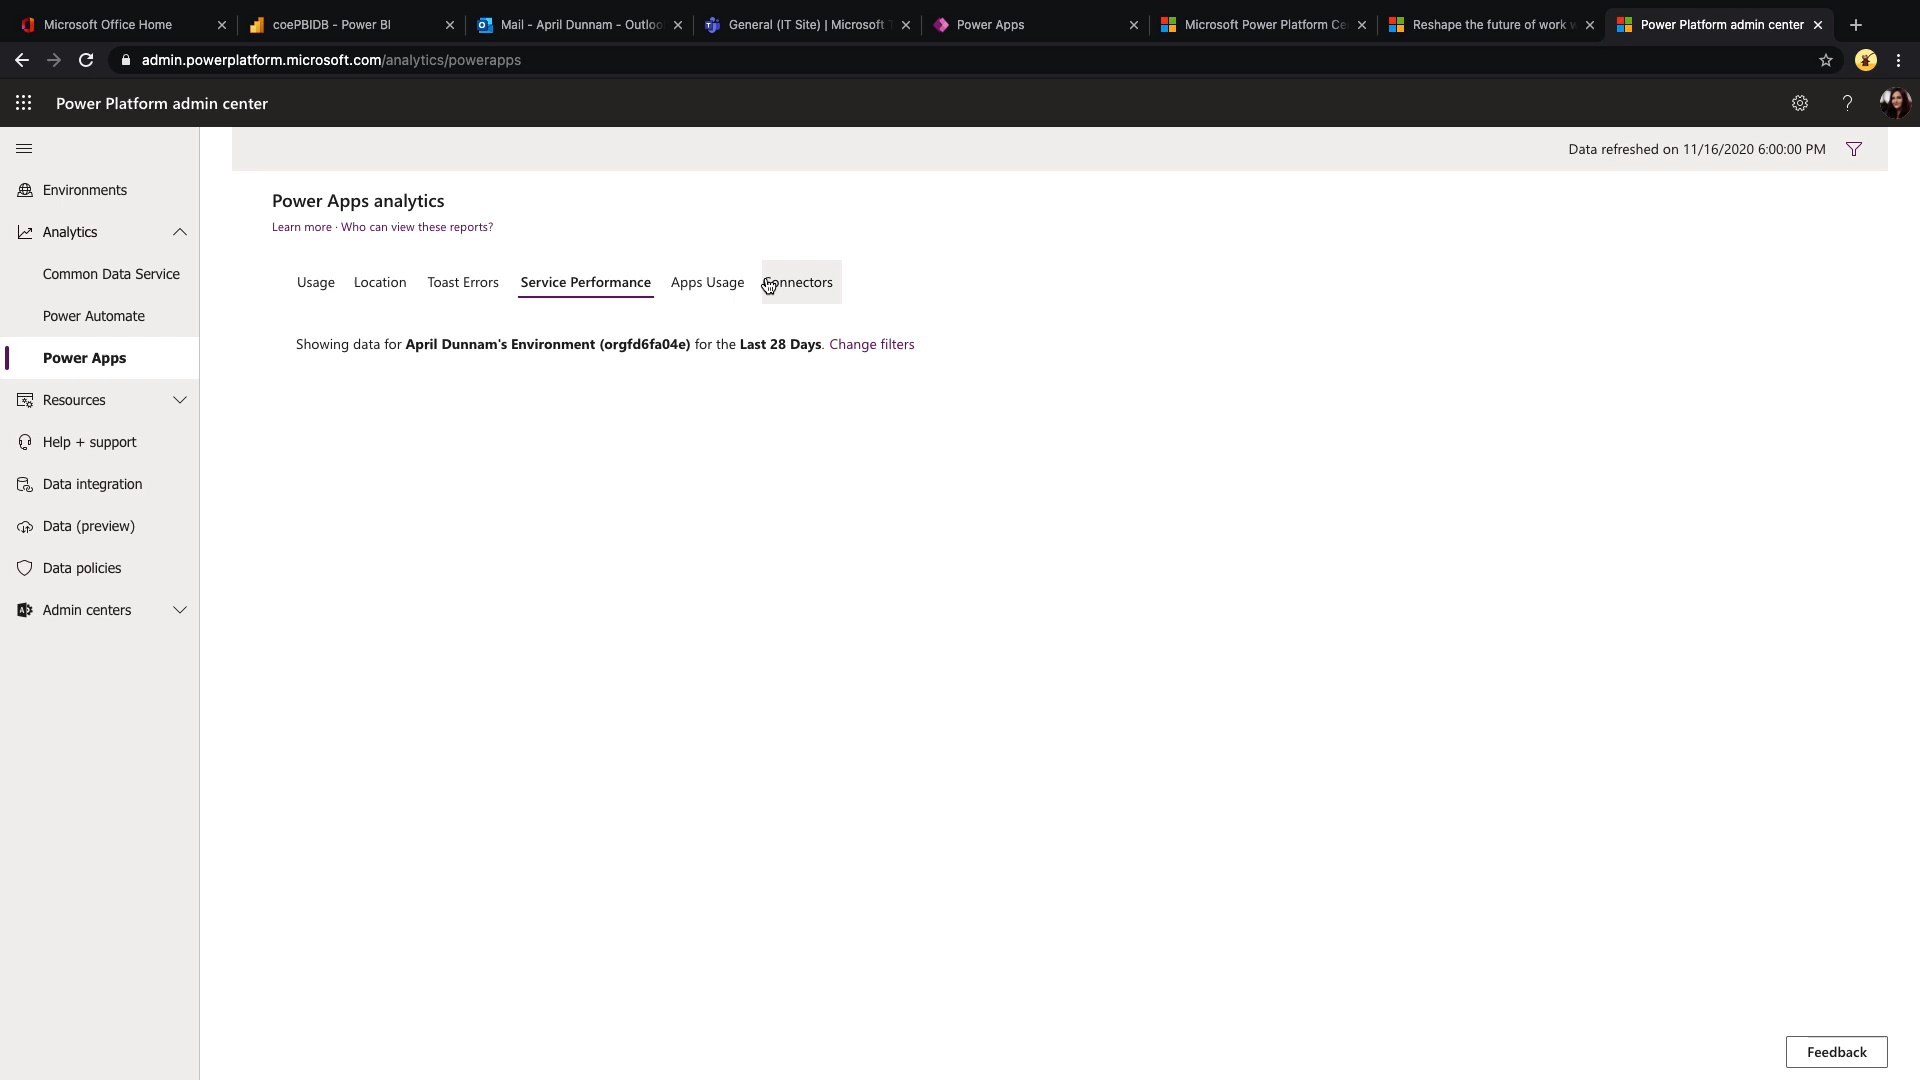 Microsoft Office Home
coePBIDB - Power BI
Mail - April Dunnam - Outloo
General (IT Site) | Microsoft T
Power Apps
Microsoft Power Platform Ce
Reshape the future of work w
Power Platform admin center
admin.powerplatform.microsoft.com/analytics/powerapps
Power Platform admin center
Data refreshed on 11/16/2020 6:00:00 PM
Environments
Analytics
Common Data Service
Power Automate
Power Apps
Resources
Help + support
Data integration
Data (preview)
Data policies
Admin centers
Power Apps analytics
Learn more · Who can view these reports?
Usage Location Toast Errors Service Performance Apps Usage Connectors
Showing data for April Dunnam's Environment (orgfd6fa04e) for the Last 28 Days. Change filters
Feedback